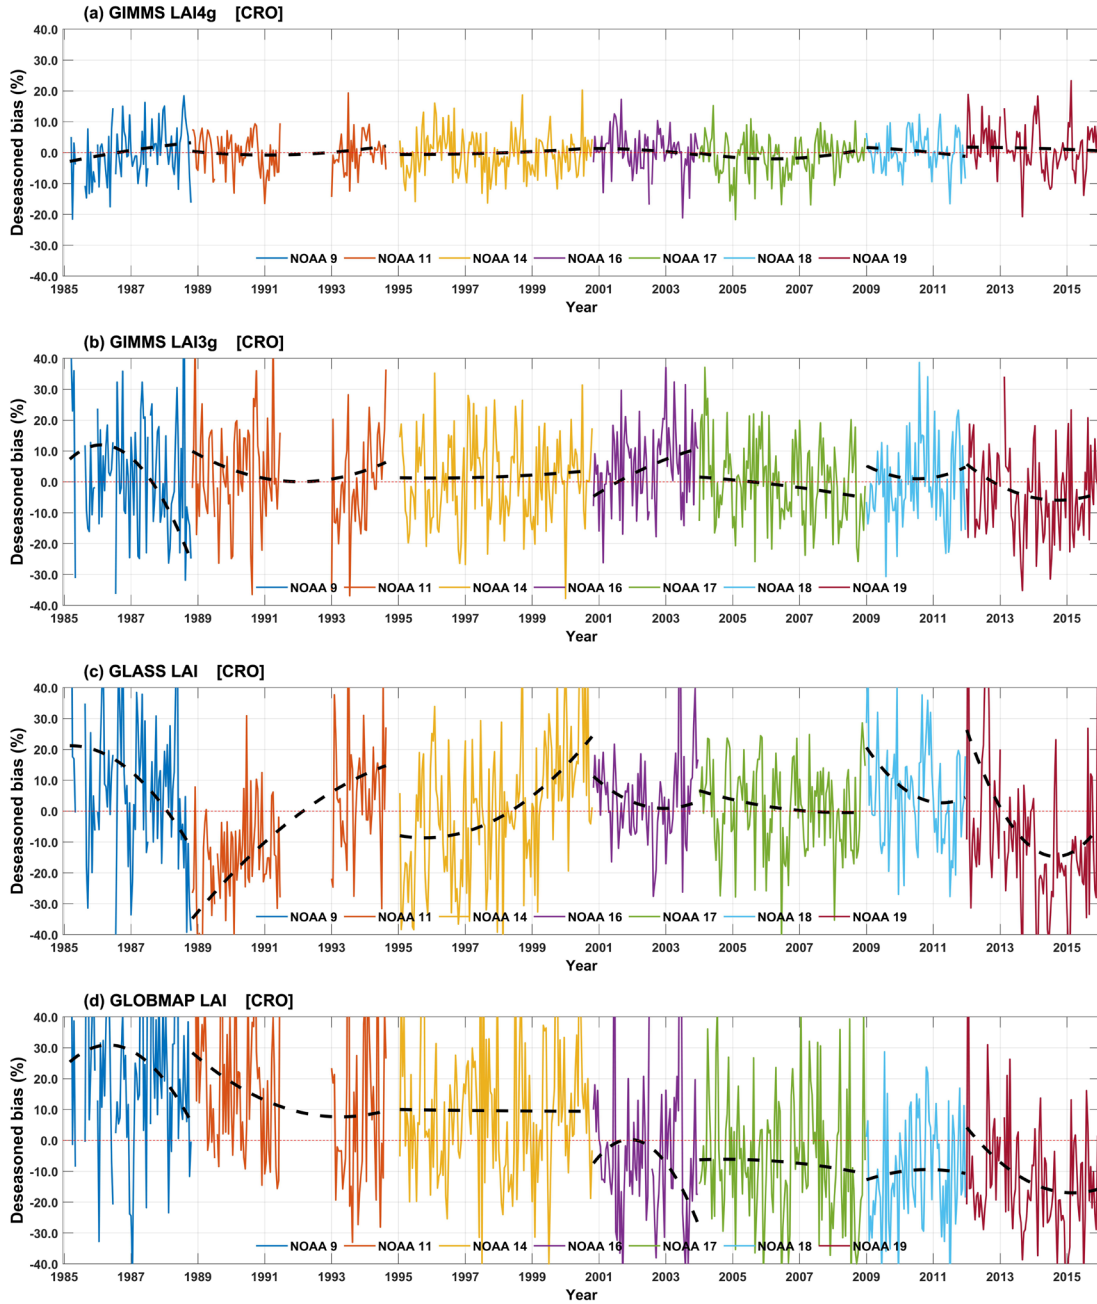 (a) GIMMS LAI4g [CRO]
40.0
30.0
20.0
10.0
0.0
-10.0
-20.0
-30.0
-40.0
Deseasoned bias (%)
NOAA 9 NOAA 11 NOAA 14 NOAA 16 NOAA 17 NOAA 18 NOAA 19
1985 1987 1989 1991 1993 1995 1997 1999 2001 2003 2005 2007 2009 2011 2013 2015
Year
(b) GIMMS LAI3g [CRO]
40.0
30.0
20.0
10.0
0.0
-10.0
-20.0
-30.0
-40.0
Deseasoned bias (%)
NOAA 9 NOAA 11 NOAA 14 NOAA 16 NOAA 17 NOAA 18 NOAA 19
1985 1987 1989 1991 1993 1995 1997 1999 2001 2003 2005 2007 2009 2011 2013 2015
Year
(c) GLASS LAI [CRO]
40.0
30.0
20.0
10.0
0.0
-10.0
-20.0
-30.0
-40.0
Deseasoned bias (%)
NOAA 9 NOAA 11 NOAA 14 NOAA 16 NOAA 17 NOAA 18 NOAA 19
1985 1987 1989 1991 1993 1995 1997 1999 2001 2003 2005 2007 2009 2011 2013 2015
Year
(d) GLOBMAP LAI [CRO]
40.0
30.0
20.0
10.0
0.0
-10.0
-20.0
-30.0
-40.0
Deseasoned bias (%)
NOAA 9 NOAA 11 NOAA 14 NOAA 16 NOAA 17 NOAA 18 NOAA 19
1985 1987 1989 1991 1993 1995 1997 1999 2001 2003 2005 2007 2009 2011 2013 2015
Year